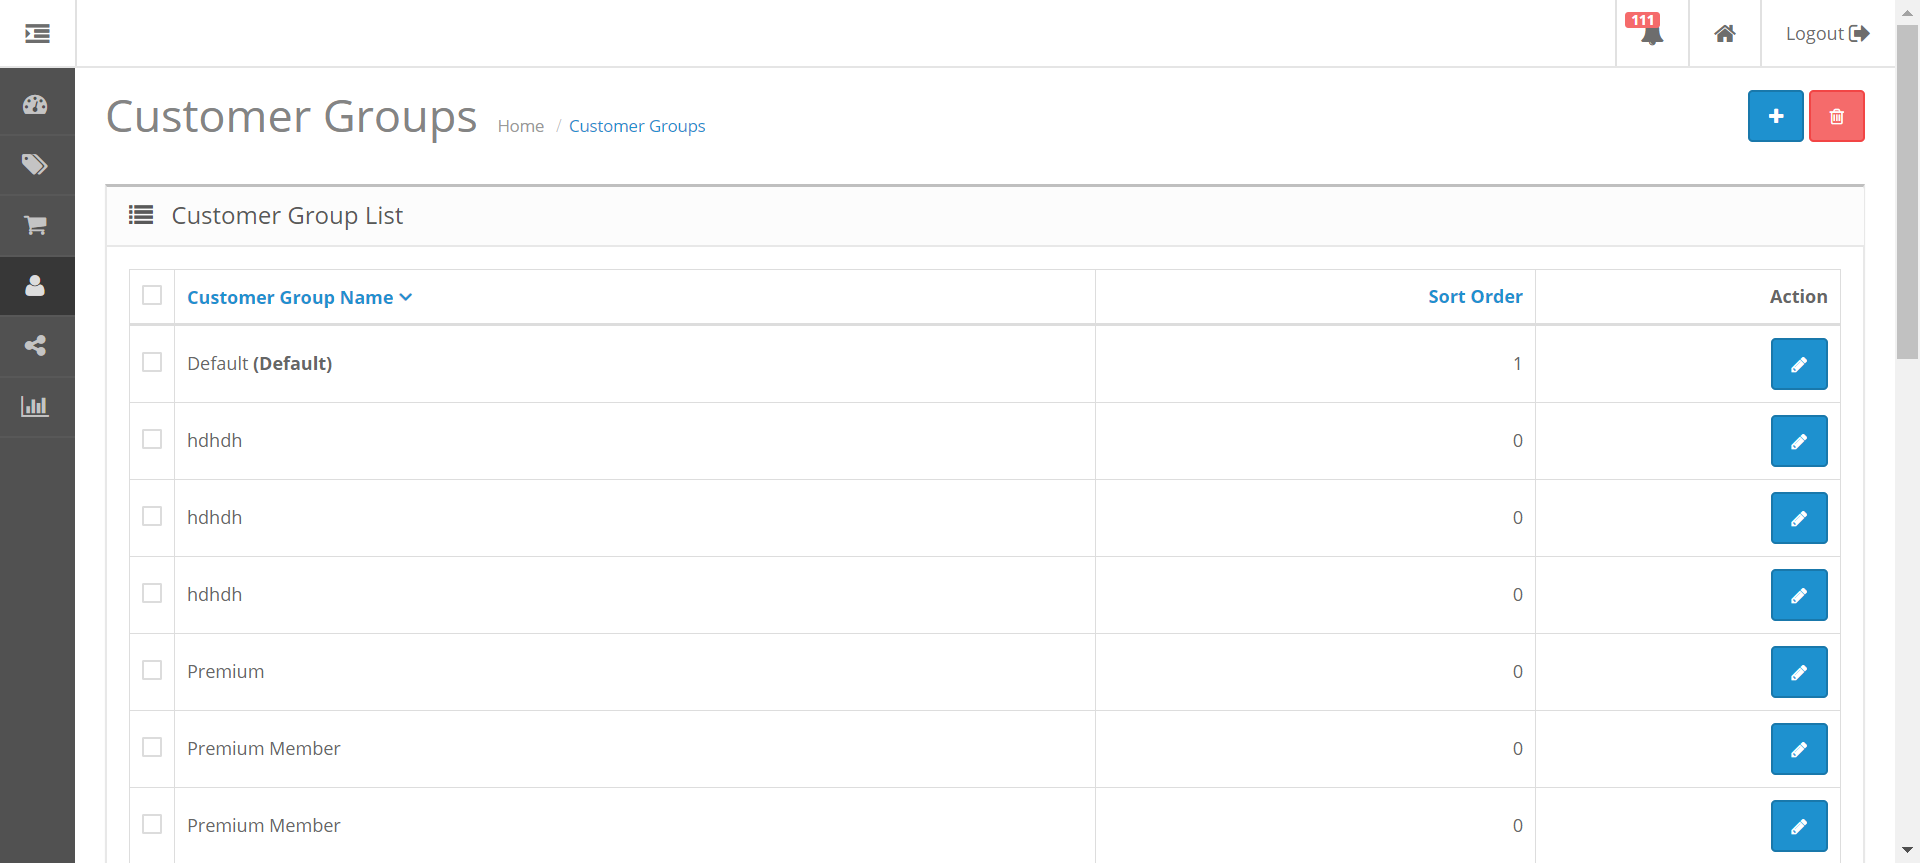 111
Logout
Customer Groups
Home / Customer Groups
Customer Group List
Customer Group Name Sort Order Action
Default (Default) 1
hdhdh 0
hdhdh 0
hdhdh 0
Premium 0
Premium Member 0
Premium Member 0